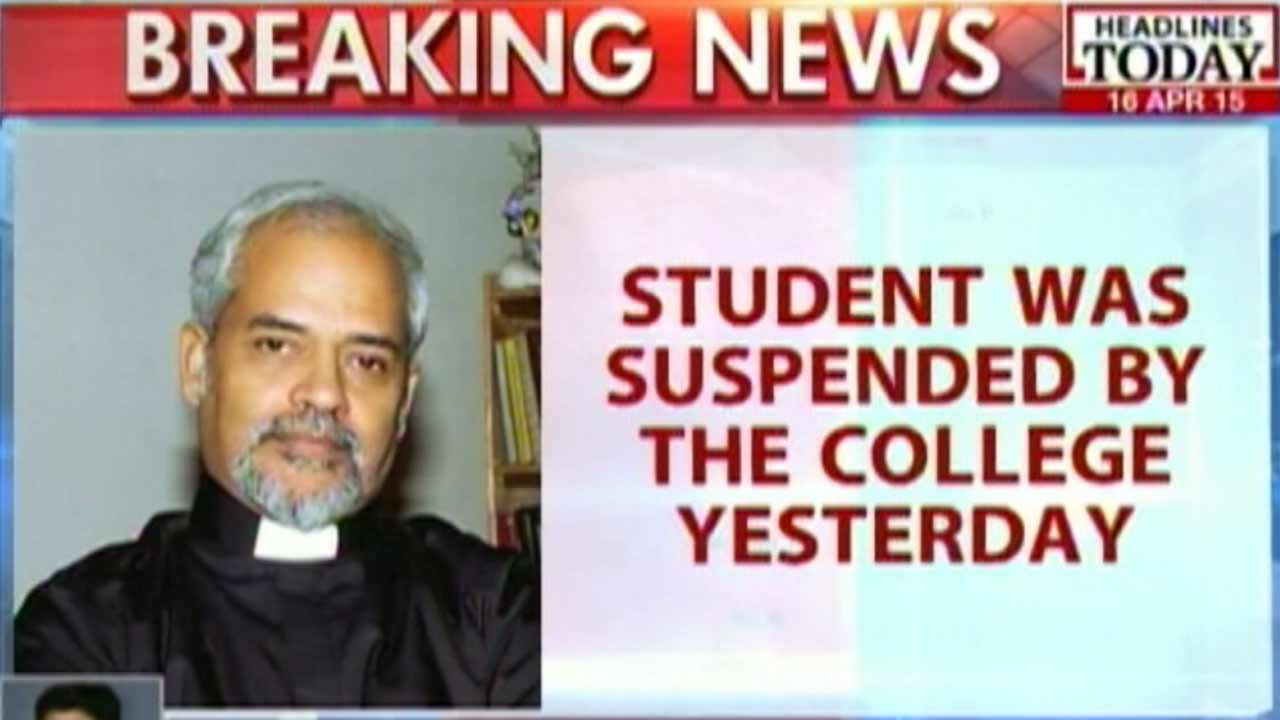 BREAKING NEWS
HEADLINES
TODAY
16 APR 15
STUDENT WAS
SUSPENDED BY
THE COLLEGE
YESTERDAY